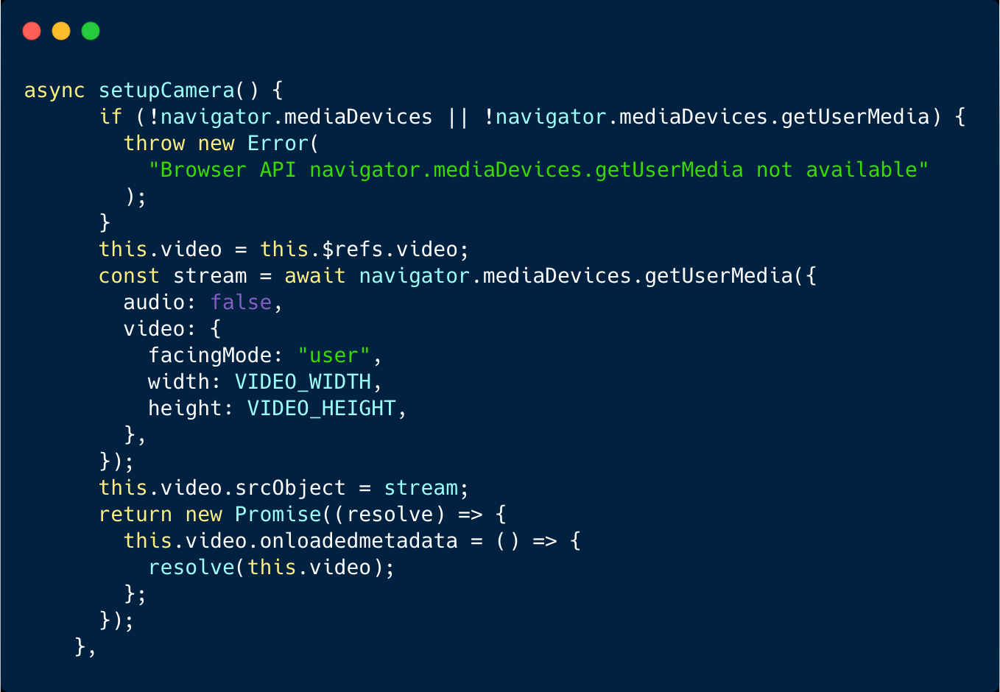 async setupCamera() {
      if (!navigator.mediaDevices || !navigator.mediaDevices.getUserMedia) {
        throw new Error(
          "Browser API navigator.mediaDevices.getUserMedia not available"
        );
      }
      this.video = this.$refs.video;
      const stream = await navigator.mediaDevices.getUserMedia({
        audio: false,
        video: {
          facingMode: "user",
          width: VIDEO_WIDTH,
          height: VIDEO_HEIGHT,
        },
      });
      this.video.srcObject = stream;
      return new Promise((resolve) => {
        this.video.onloadedmetadata = () => {
          resolve(this.video);
        };
      });
    },